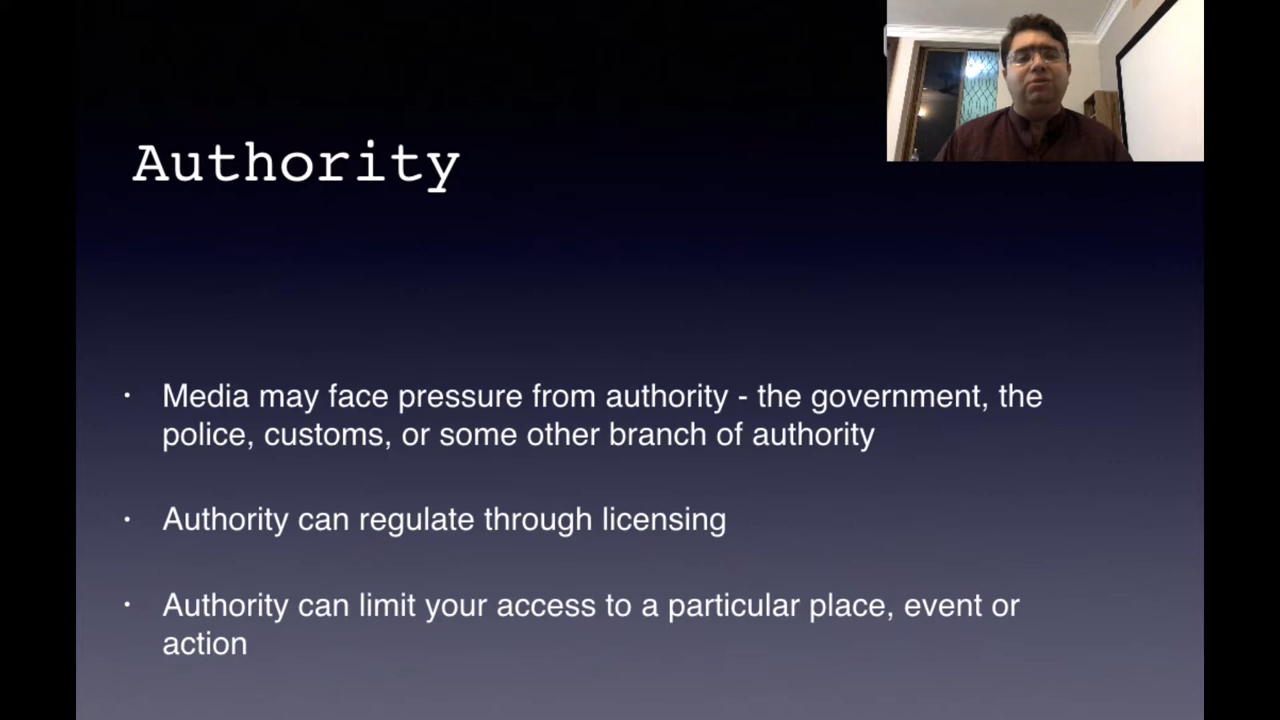 Authority
• Media may face pressure from authority - the government, the
police, customs, or some other branch of authority
• Authority can regulate through licensing
• Authority can limit your access to a particular place, event or
action